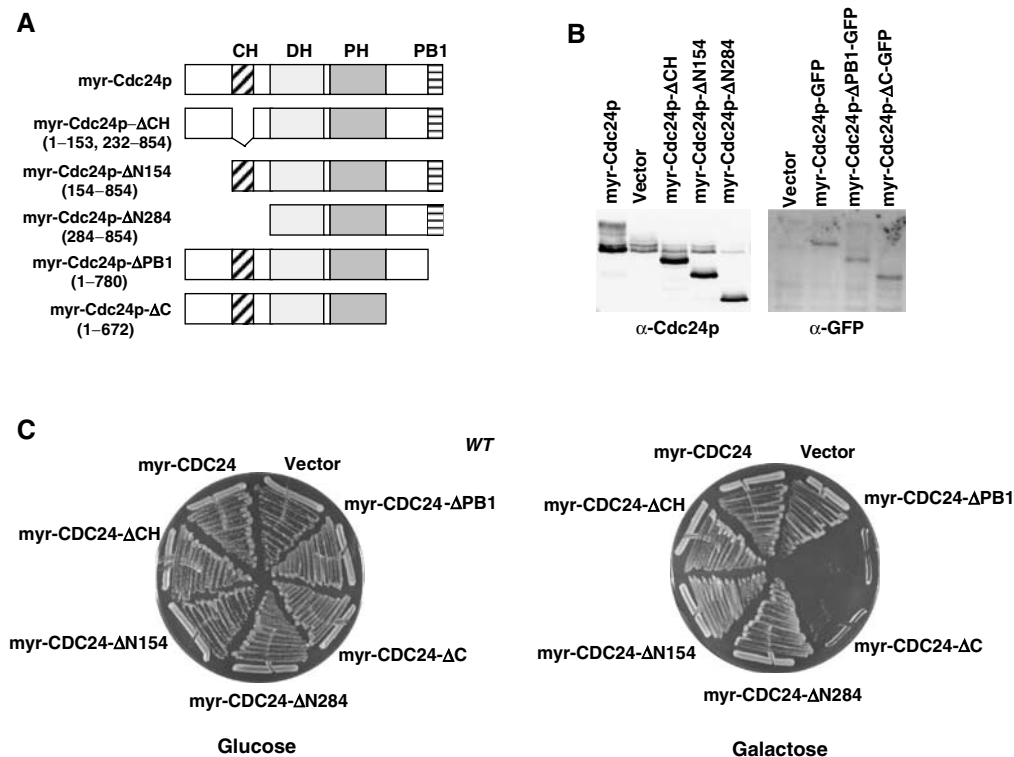 A
CH DH PH PB1
myr-Cdc24p
myr-Cdc24p–ΔCH
(1–153, 232–854)
myr-Cdc24p-ΔN154
(154–854)
myr-Cdc24p-ΔN284
(284–854)
myr-Cdc24p-ΔPB1
(1–780)
myr-Cdc24p-ΔC
(1–672)
B
myr-Cdc24p
Vector
myr-Cdc24p-ΔCH
myr-Cdc24p-ΔN154
myr-Cdc24p-ΔN284
α-Cdc24p
Vector
myr-Cdc24p-GFP
myr-Cdc24p-ΔPB1-GFP
myr-Cdc24p-ΔC-GFP
α-GFP
C
WT
myr-CDC24 Vector
myr-CDC24-ΔPB1
myr-CDC24-ΔCH
myr-CDC24-ΔN154
myr-CDC24-ΔC
myr-CDC24-ΔN284
Glucose
myr-CDC24 Vector
myr-CDC24-ΔPB1
myr-CDC24-ΔCH
myr-CDC24-ΔN154
myr-CDC24-ΔC
myr-CDC24-ΔN284
Galactose